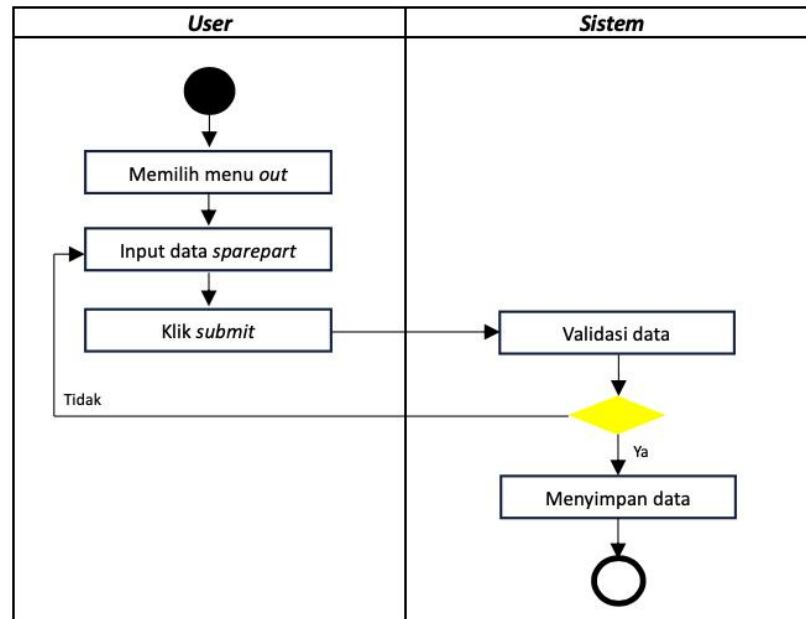 User
Sistem
Memilih menu out
Input data sparepart
Klik submit
Validasi data
Tidak
Ya
Menyimpan data